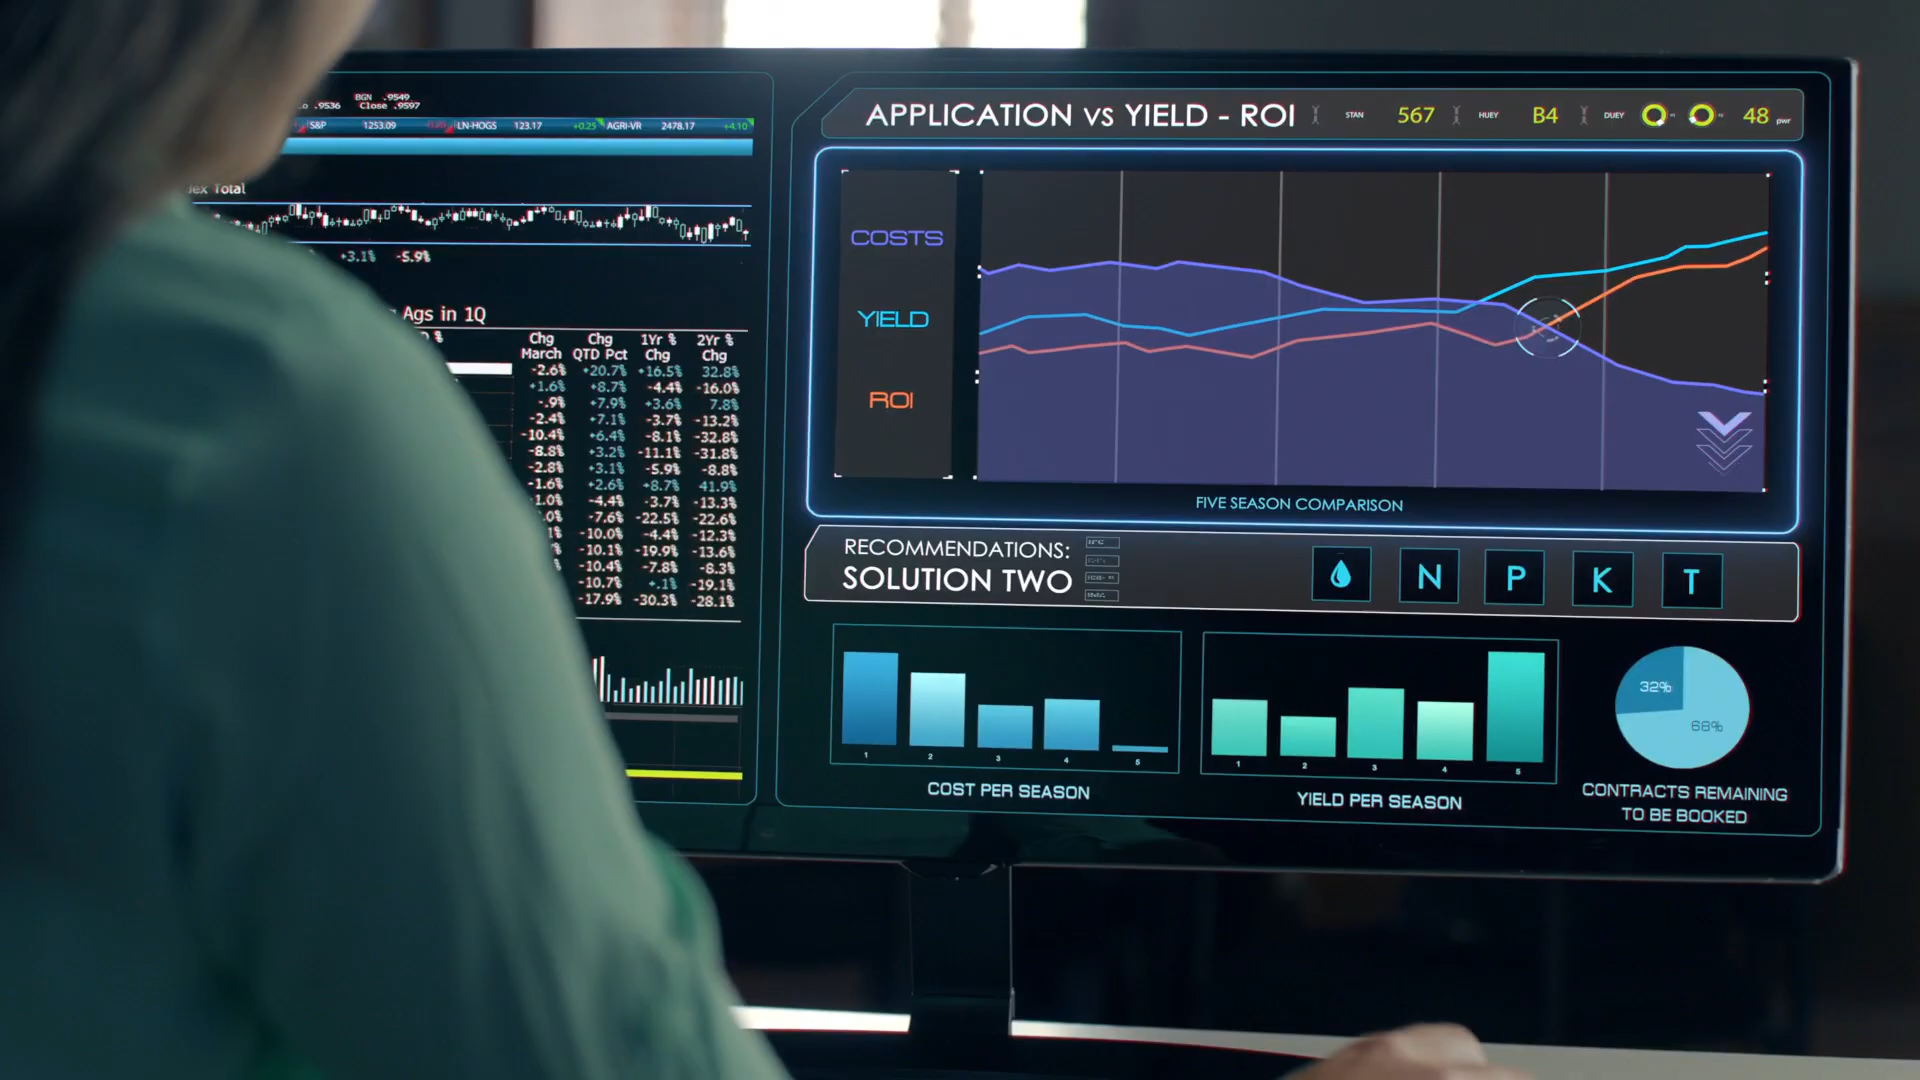 BGN .9549
.9536 Close .9597
S&P 1253.09 LN-HOGS 123.17 +0.25 AGRI-VR 2478.17 +4.10
Total
+3.1% -5.9%
Ags in 1Q
%
Chg Chg 1Yr % 2Yr %
March QTD Pct Chg Chg
-2.6% +20.7% +16.5% 32.8%
+1.6% +8.7% -4.4% -16.0%
-.9% +7.9% +3.6% 7.8%
-2.4% +7.1% -3.7% -13.2%
-10.4% +6.4% -8.1% -32.8%
-8.8% +3.2% -11.1% -31.8%
-2.8% +3.1% -5.9% -8.8%
-1.6% +2.6% +8.7% 41.9%
1.0% -4.4% -3.7% -13.3%
-7.6% -22.5% -22.6%
-10.0% -4.4% -12.3%
-10.1% -19.9% -13.6%
-10.4% -7.8% -8.3%
-10.7% +.1% -19.1%
-17.9% -30.3% -28.1%
APPLICATION vs YIELD - ROI STAN 567 HUEY B4 DUEY 48 pwr
COSTS
YIELD
ROI
FIVE SEASON COMPARISON
RECOMMENDATIONS:
SOLUTION TWO
N P K T
1 2 3 4 5
COST PER SEASON
1 2 3 4 5
YIELD PER SEASON
32%
68%
CONTRACTS REMAINING
TO BE BOOKED